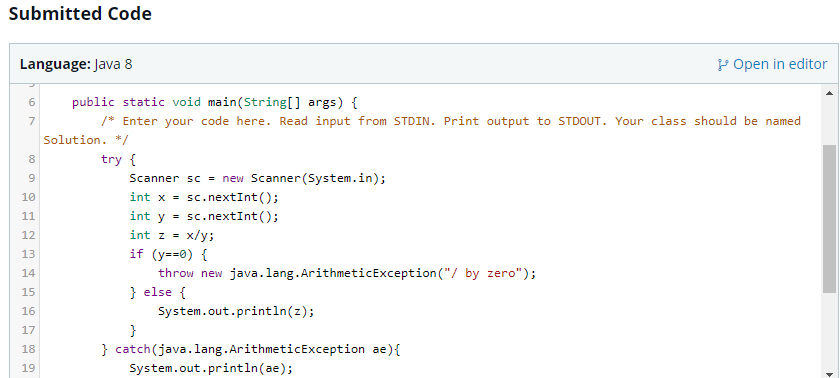 Submitted Code
Language: Java 8
Open in editor
6 public static void main(String[] args) {
7 /* Enter your code here. Read input from STDIN. Print output to STDOUT. Your class should be named
Solution. */
8 try {
9 Scanner sc = new Scanner(System.in);
10 int x = sc.nextInt();
11 int y = sc.nextInt();
12 int z = x/y;
13 if (y==0) {
14 throw new java.lang.ArithmeticException("/ by zero");
15 } else {
16 System.out.println(z);
17 }
18 } catch(java.lang.ArithmeticException ae){
19 System.out.println(ae);